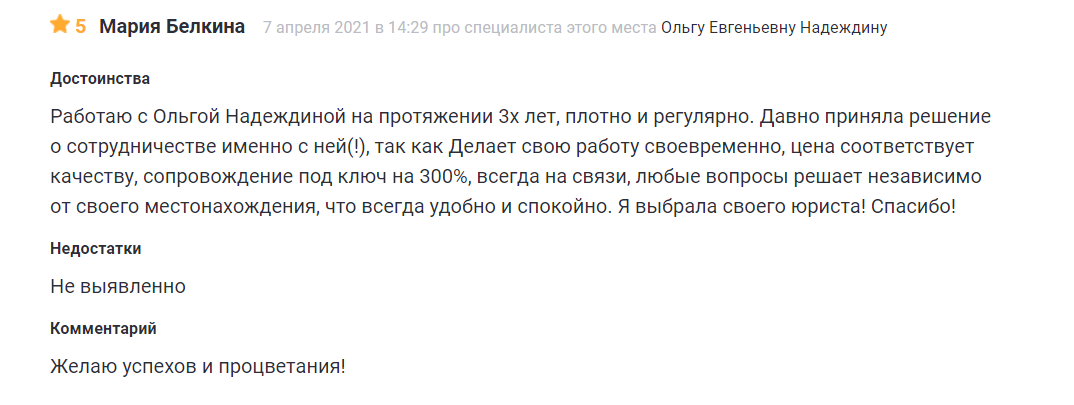 5 Мария Белкина 7 апреля 2021 в 14:29 про специалиста этого места Ольгу Евгеньевну Надеждину
Достоинства
Работаю с Ольгой Надеждиной на протяжении 3х лет, плотно и регулярно. Давно приняла решение
о сотрудничестве именно с ней(!), так как Делает свою работу своевременно, цена соответствует
качеству, сопровождение под ключ на 300%, всегда на связи, любые вопросы решает независимо
от своего местонахождения, что всегда удобно и спокойно. Я выбрала своего юриста! Спасибо!
Недостатки
Не выявленно
Комментарий
Желаю успехов и процветания!